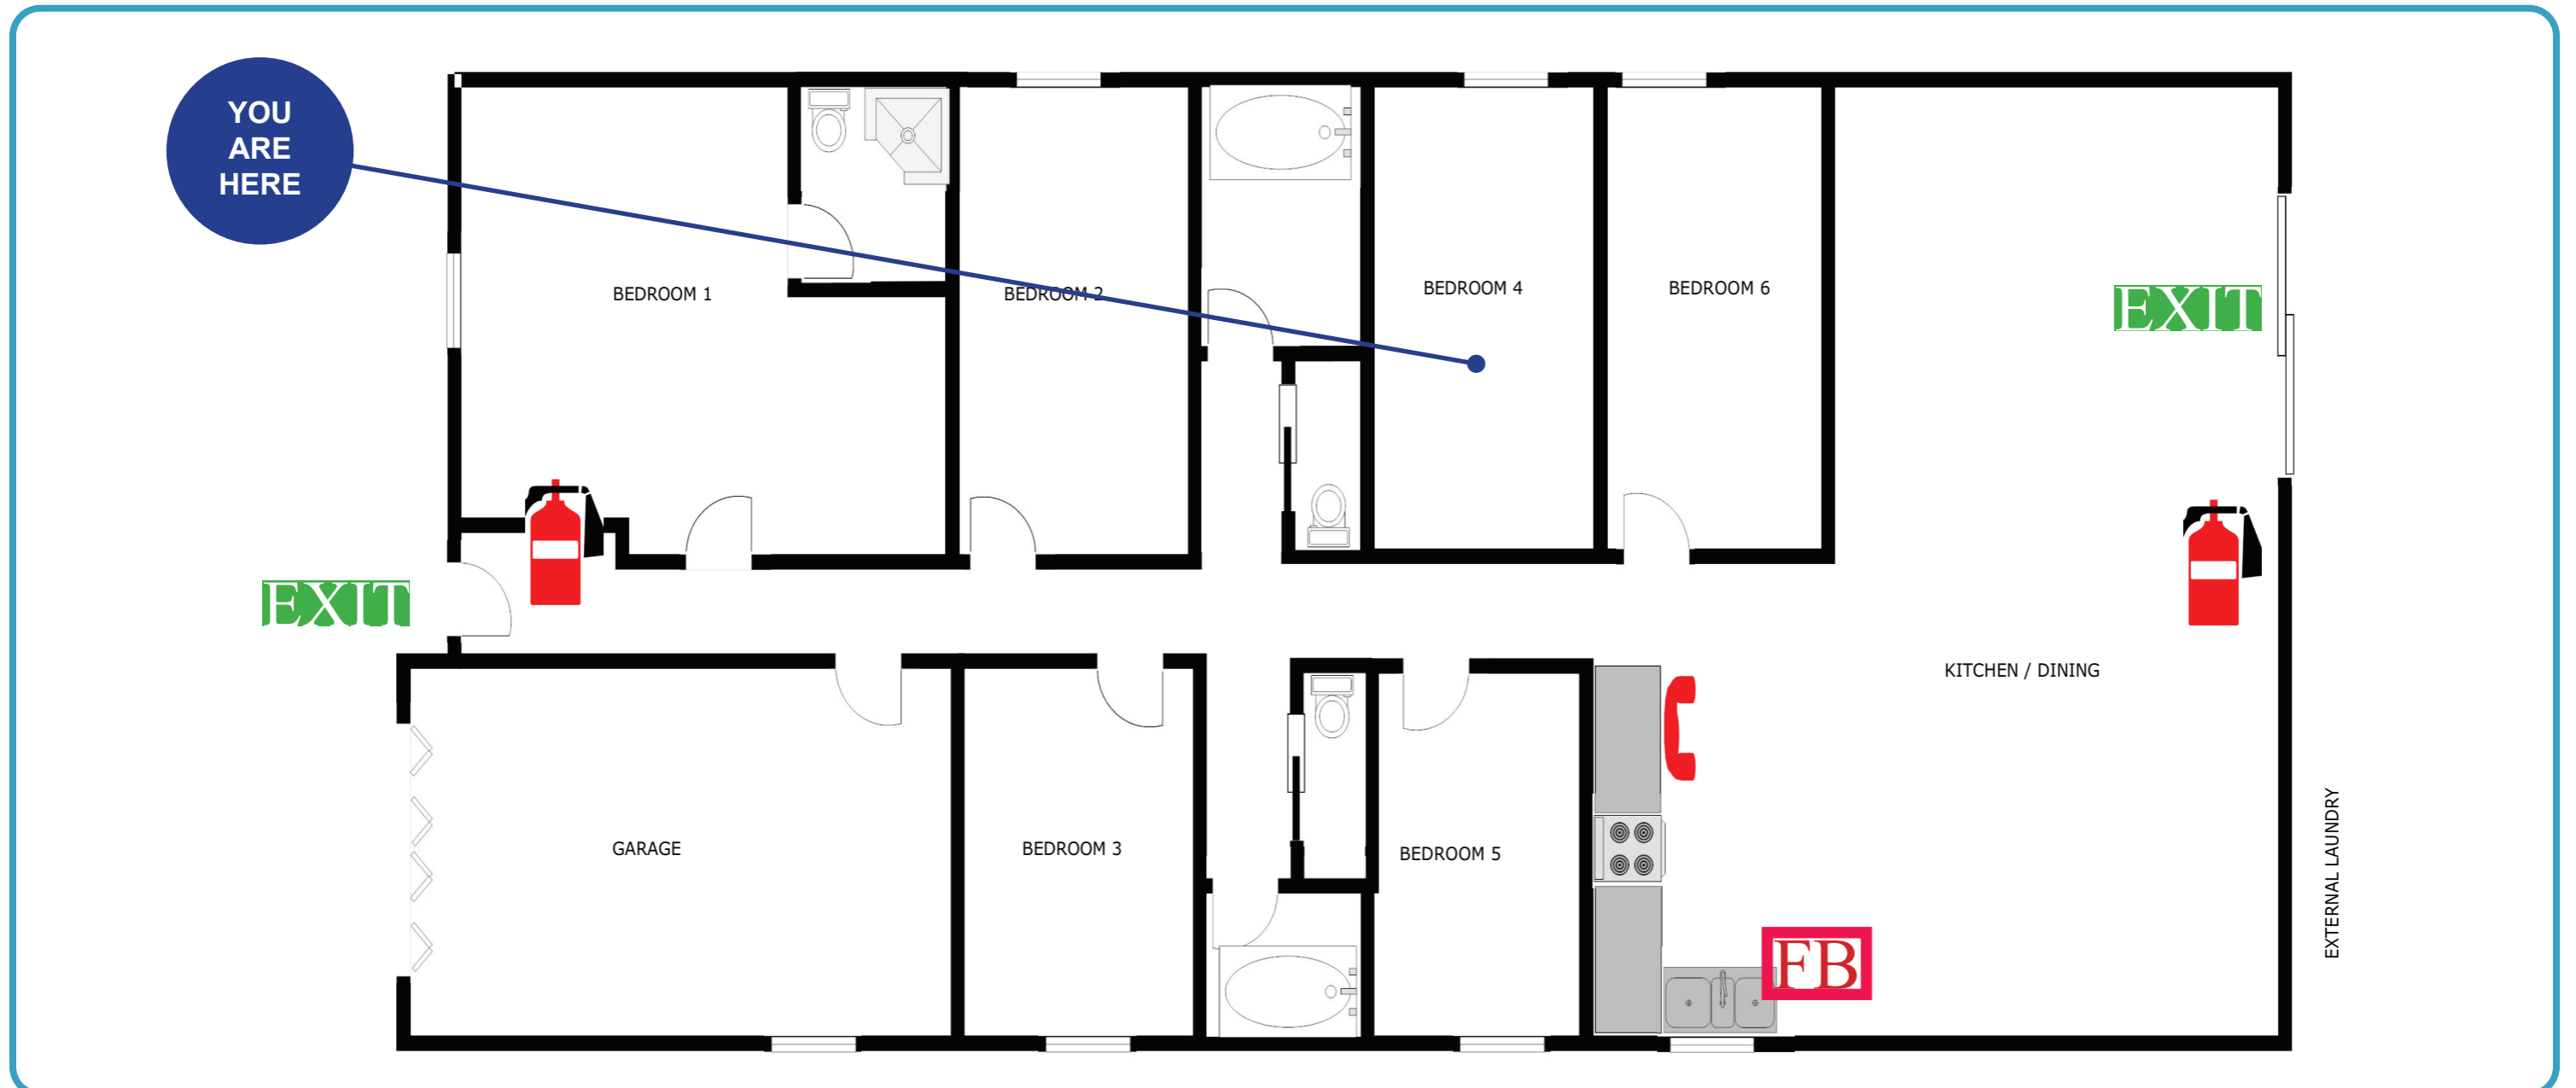 YOU
ARE
HERE
BEDROOM 1
BEDROOM 2
BEDROOM 4
BEDROOM 6
EXIT
EXIT
KITCHEN / DINING
GARAGE
BEDROOM 3
BEDROOM 5
EXTERNAL LAUNDRY
FB